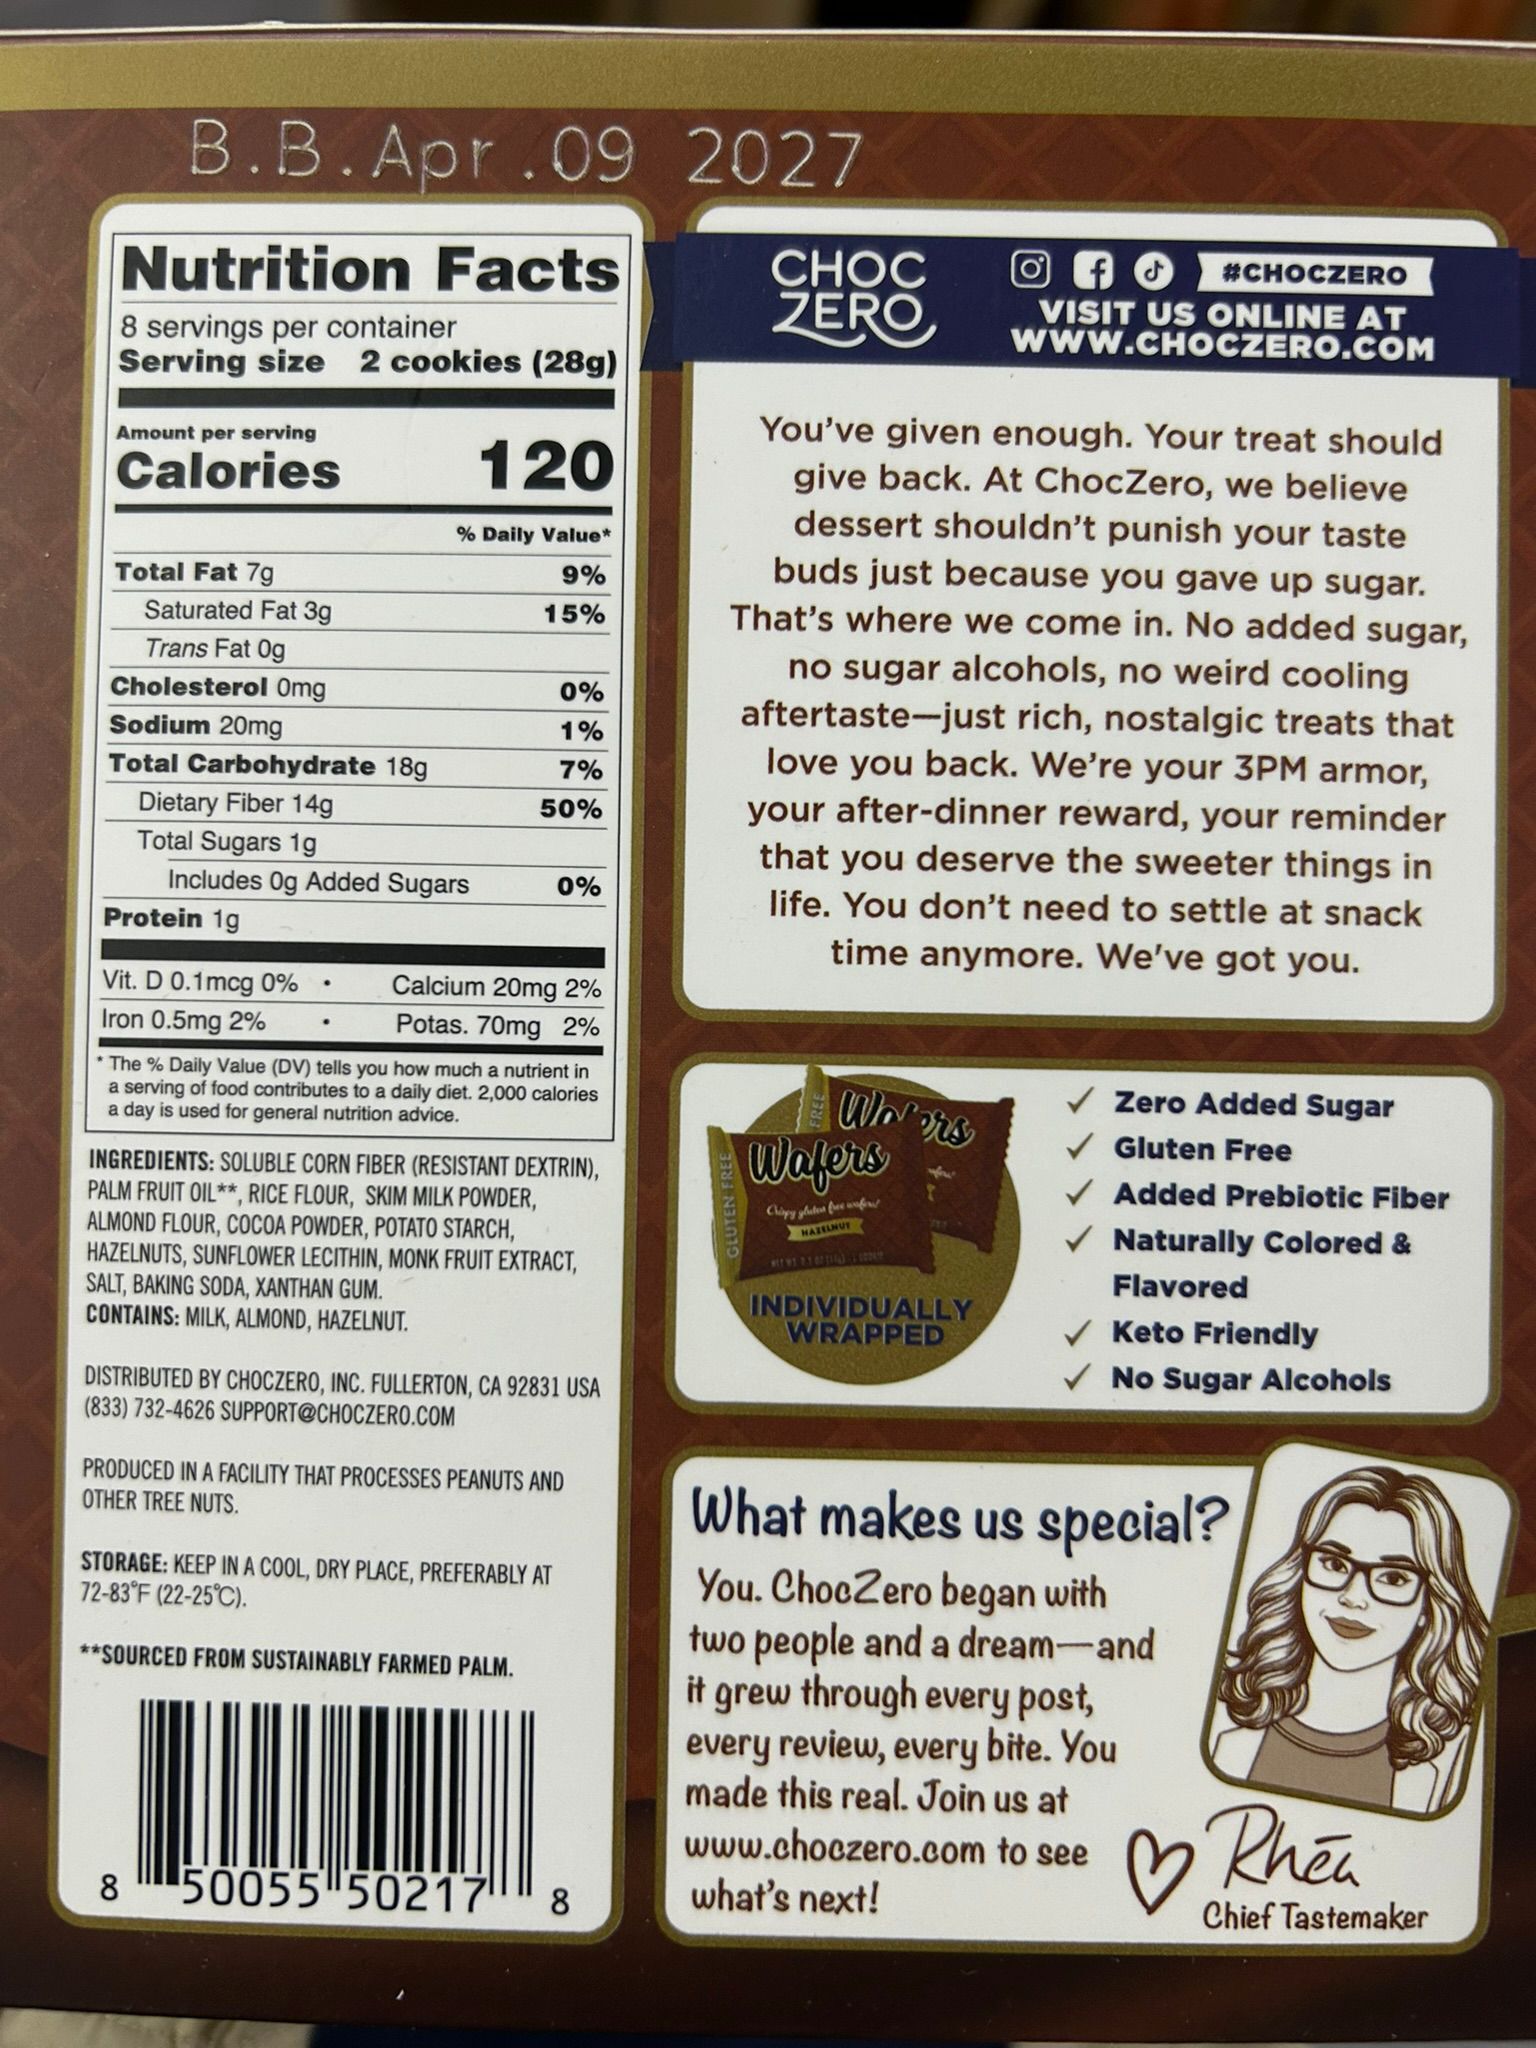 B.B.Apr.09 2027
Nutrition Facts
8 servings per container
Serving size 2 cookies (28g)
Amount per serving
Calories 120
% Daily Value*
Total Fat 7g 9%
Saturated Fat 3g 15%
Trans Fat 0g
Cholesterol 0mg 0%
Sodium 20mg 1%
Total Carbohydrate 18g 7%
Dietary Fiber 14g 50%
Total Sugars 1g
Includes 0g Added Sugars 0%
Protein 1g
Vit. D 0.1mcg 0% • Calcium 20mg 2%
Iron 0.5mg 2% • Potas. 70mg 2%
* The % Daily Value (DV) tells you how much a nutrient in
a serving of food contributes to a daily diet. 2,000 calories
a day is used for general nutrition advice.
INGREDIENTS: SOLUBLE CORN FIBER (RESISTANT DEXTRIN),
PALM FRUIT OIL**, RICE FLOUR, SKIM MILK POWDER,
ALMOND FLOUR, COCOA POWDER, POTATO STARCH,
HAZELNUTS, SUNFLOWER LECITHIN, MONK FRUIT EXTRACT,
SALT, BAKING SODA, XANTHAN GUM.
CONTAINS: MILK, ALMOND, HAZELNUT.
DISTRIBUTED BY CHOCZERO, INC. FULLERTON, CA 92831 USA
(833) 732-4626 SUPPORT@CHOCZERO.COM
PRODUCED IN A FACILITY THAT PROCESSES PEANUTS AND
OTHER TREE NUTS.
STORAGE: KEEP IN A COOL, DRY PLACE, PREFERABLY AT
72-83°F (22-25°C).
**SOURCED FROM SUSTAINABLY FARMED PALM.
8 50055 50217 8
CHOC
ZERO
#CHOCZERO
VISIT US ONLINE AT
WWW.CHOCZERO.COM
You've given enough. Your treat should
give back. At ChocZero, we believe
dessert shouldn't punish your taste
buds just because you gave up sugar.
That's where we come in. No added sugar,
no sugar alcohols, no weird cooling
aftertaste—just rich, nostalgic treats that
love you back. We're your 3PM armor,
your after-dinner reward, your reminder
that you deserve the sweeter things in
life. You don't need to settle at snack
time anymore. We've got you.
FREE
Wafers
GLUTEN FREE
Wafers
Crispy gluten free wafers!
HAZELNUT
INDIVIDUALLY
WRAPPED
✓ Zero Added Sugar
✓ Gluten Free
✓ Added Prebiotic Fiber
✓ Naturally Colored &
Flavored
✓ Keto Friendly
✓ No Sugar Alcohols
What makes us special?
You. ChocZero began with
two people and a dream—and
it grew through every post,
every review, every bite. You
made this real. Join us at
www.choczero.com to see
what's next!
Rhēa
Chief Tastemaker